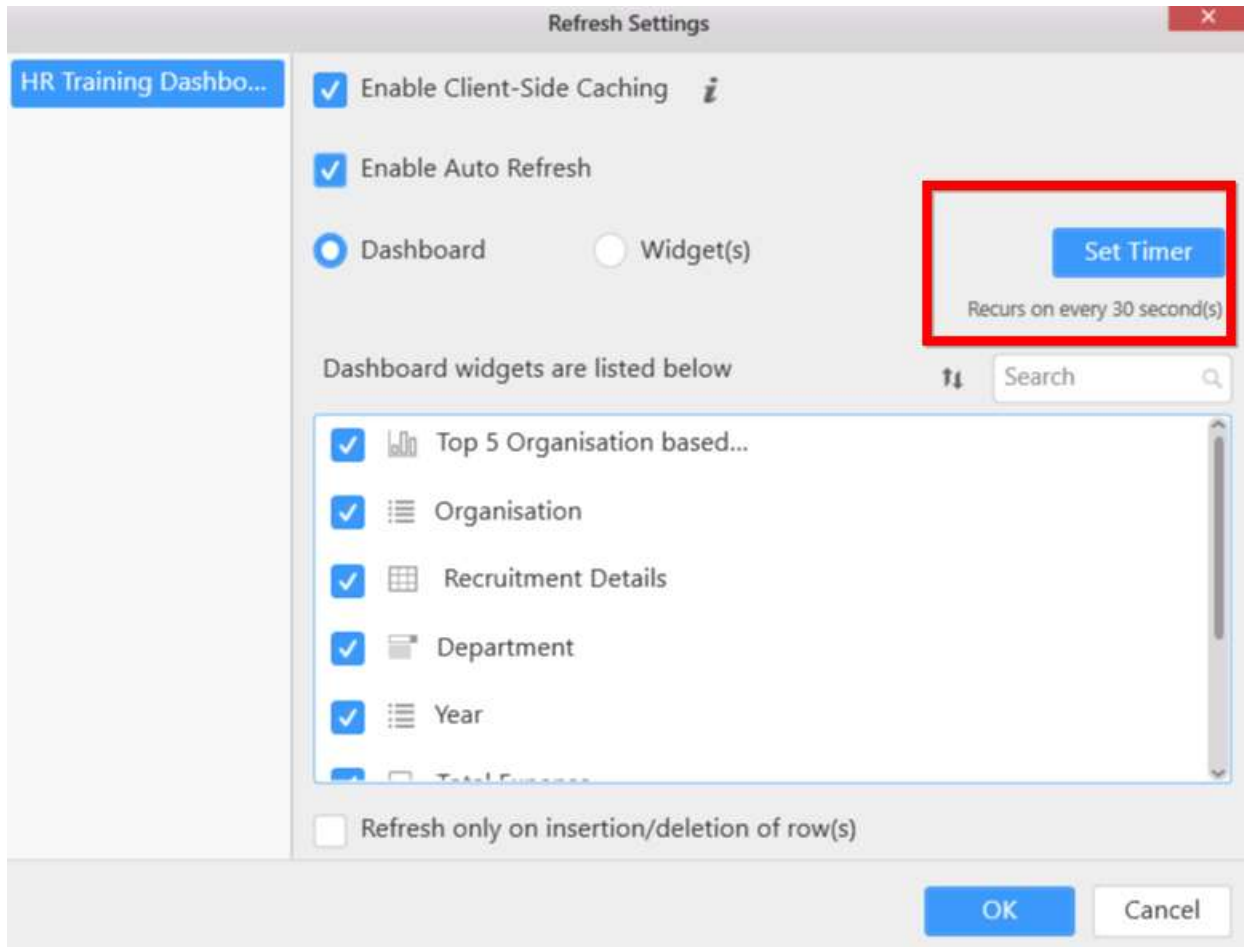 Refresh Settings
HR Training Dashbo...
Enable Client-Side Caching i
Enable Auto Refresh
Dashboard Widget(s) Set Timer
Recurs on every 30 second(s)
Dashboard widgets are listed below Search
Top 5 Organisation based...
Organisation
Recruitment Details
Department
Year
Total Expense
Refresh only on insertion/deletion of row(s)
OK Cancel